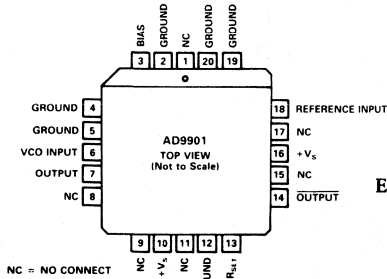 BIAS
GROUND
NC
GROUND
GROUND
3 2 1 20 19
GROUND 4
GROUND 5
VCO INPUT 6
OUTPUT 7
NC 8
AD9901
TOP VIEW
(Not to Scale)
18 REFERENCE INPUT
17 NC
16 +VS
15 NC
14 OUTPUT
E
9 10 11 12 13
NC
+VS
NC
UND
RSET
NC = NO CONNECT